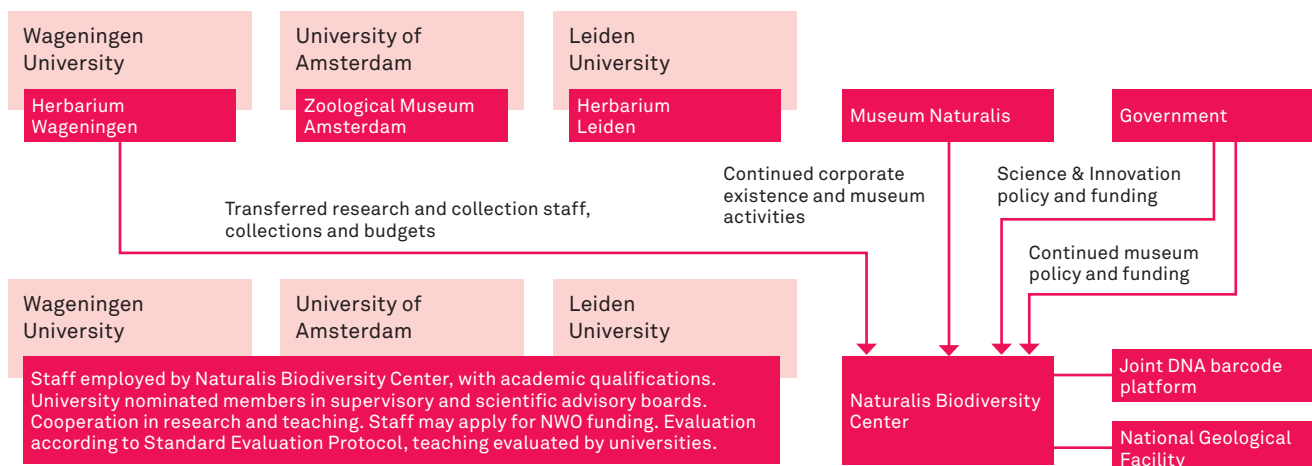 Wageningen
University
Herbarium
Wageningen
University of
Amsterdam
Zoological Museum
Amsterdam
Leiden
University
Herbarium
Leiden
Museum Naturalis
Government
Transferred research and collection staff,
collections and budgets
Continued corporate
existence and museum
activities
Science & Innovation
policy and funding
Continued museum
policy and funding
Wageningen
University
University of
Amsterdam
Leiden
University
Staff employed by Naturalis Biodiversity Center, with academic qualifications.
University nominated members in supervisory and scientific advisory boards.
Cooperation in research and teaching. Staff may apply for NWO funding. Evaluation
according to Standard Evaluation Protocol, teaching evaluated by universities.
Naturalis Biodiversity
Center
Joint DNA barcode
platform
National Geological
Facility